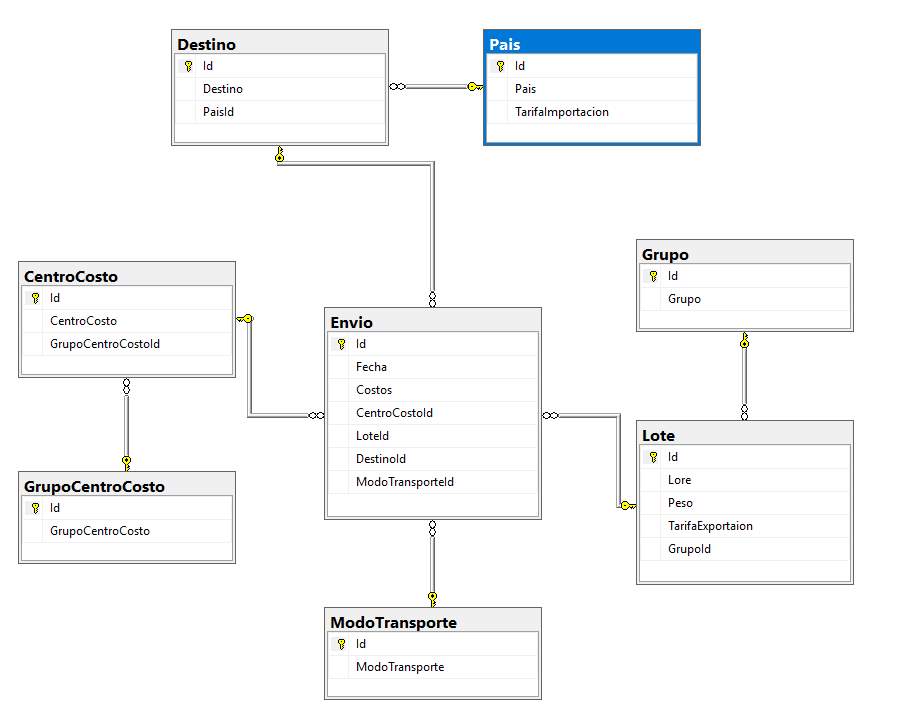 Destino
Id
Destino
PaisId
Pais
Id
Pais
TarifaImportacion
Grupo
Id
Grupo
CentroCosto
Id
CentroCosto
GrupoCentroCostoId
Envio
Id
Fecha
Costos
CentroCostoId
LoteId
DestinoId
ModoTransporteId
Lote
Id
Lore
Peso
TarifaExportaion
GrupoId
GrupoCentroCosto
Id
GrupoCentroCosto
ModoTransporte
Id
ModoTransporte